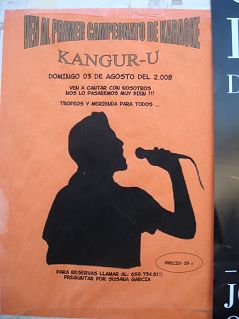 VEN AL PRIMER CAMPEONATO DE KARAOKE
KANGUR-U
DOMINGO 03 DE AGOSTO DEL 2.008
VEN A CANTAR CON NOSOTROS
NOS LO PASAREMOS MUY BIEN !!!
TROFEOS Y MERIENDA PARA TODOS ...
PRECIO: 25 €
PARA RESERVAS LLAMAR AL: 659.734.618
PREGUNTAR POR SUSANA GARCIA